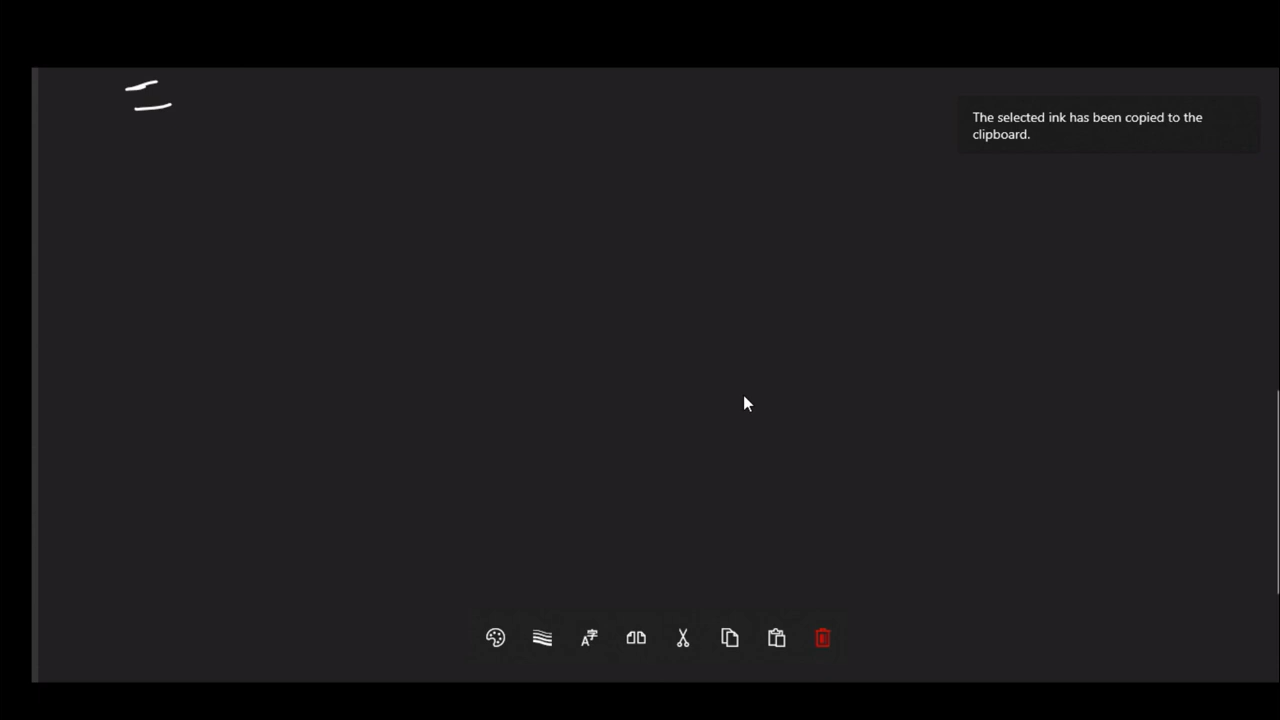 The selected ink has been copied to the
clipboard.